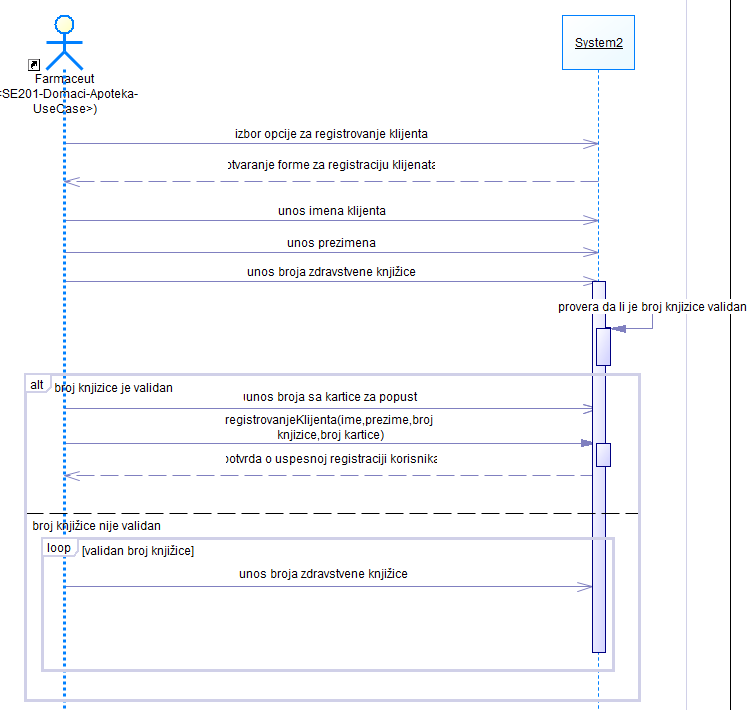 System2
Farmaceut
<SE201-Domaci-Apoteka-
UseCase>)
izbor opcije za registrovanje klijenta
otvaranje forme za registraciju klijenata
unos imena klijenta
unos prezimena
unos broja zdravstvene knjižice
provera da li je broj knjizice validan
alt
broj knjizice je validan
unos broja sa kartice za popust
registrovanjeKlijenta(ime,prezime,broj
knjizice,broj kartice)
potvrda o uspesnoj registraciji korisnika
broj knjižice nije validan
loop
[validan broj knjižice]
unos broja zdravstvene knjižice